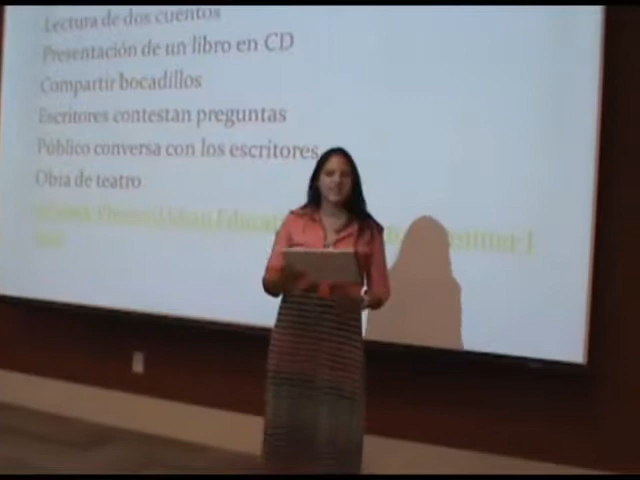 Lectura de dos cuentos
Presentación de un libro en CD
Compartir bocadillos
Escritores contestan preguntas
Público conversa con los escritores
Obra de teatro